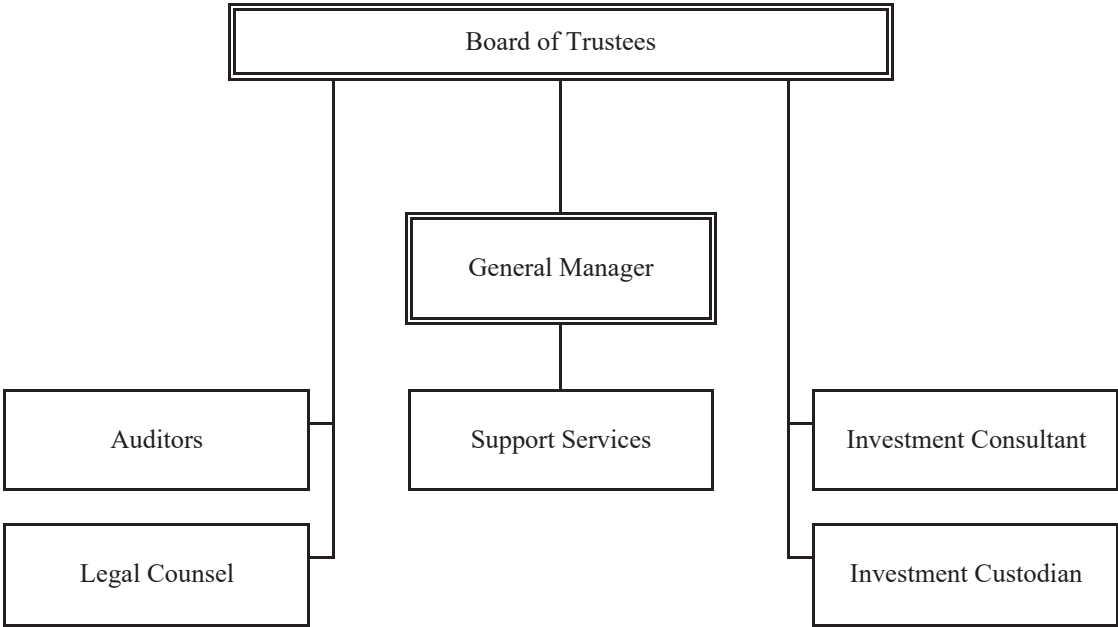 Board of Trustees
General Manager
Auditors
Support Services
Investment Consultant
Legal Counsel
Investment Custodian